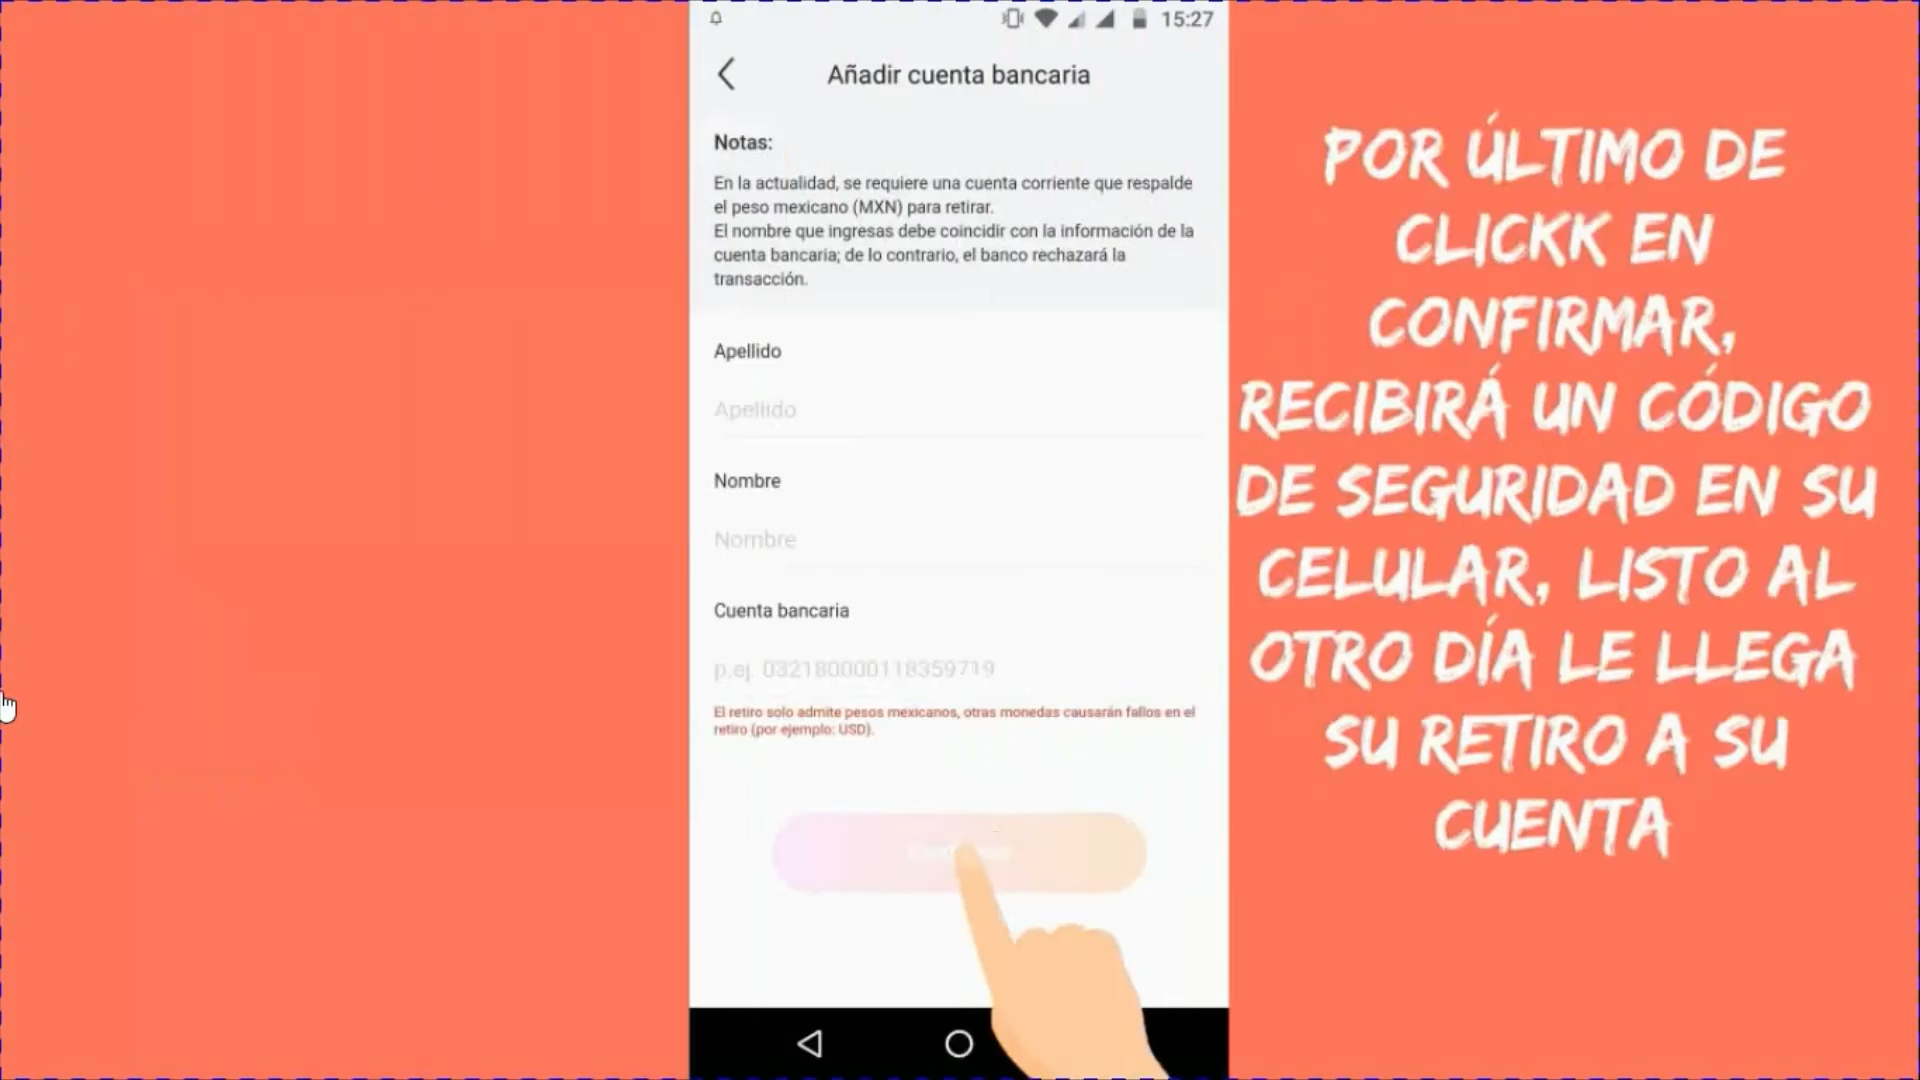 15:27
Añadir cuenta bancaria
Notas:
En la actualidad, se requiere una cuenta corriente que respalde
el peso mexicano (MXN) para retirar.
El nombre que ingresas debe coincidir con la información de la
cuenta bancaria; de lo contrario, el banco rechazará la
transacción.
Apellido
Apellido
Nombre
Nombre
Cuenta bancaria
p.ej. 032180000118359719
El retiro solo admite pesos mexicanos, otras monedas causarán fallos en el
retiro (por ejemplo: USD).
POR ÚLTIMO DE
CLICKK EN
CONFIRMAR,
RECIBIRÁ UN CÓDIGO
DE SEGURIDAD EN SU
CELULAR, LISTO AL
OTRO DÍA LE LLEGA
SU RETIRO A SU
CUENTA